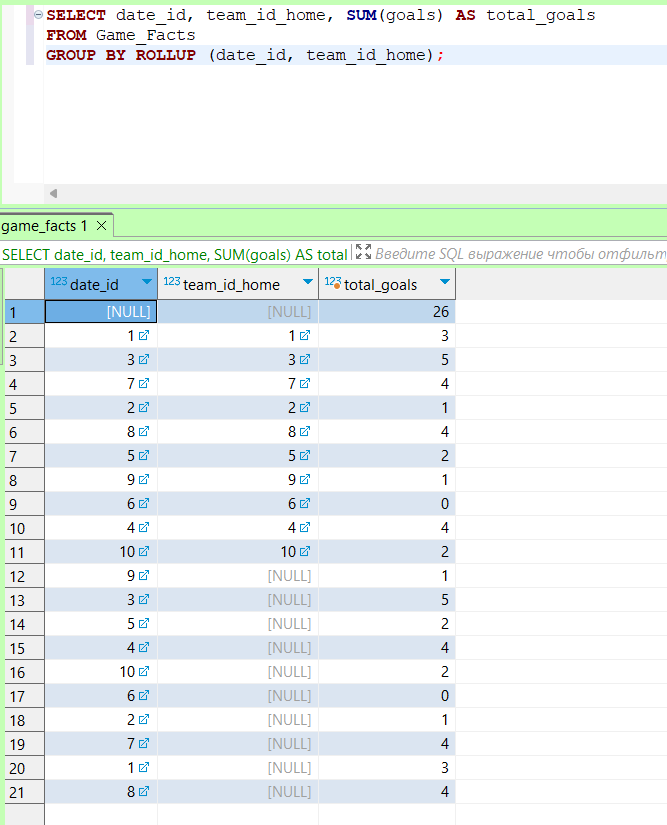 SELECT date_id, team_id_home, SUM(goals) AS total_goals
FROM Game_Facts
GROUP BY ROLLUP (date_id, team_id_home);
game_facts 1
SELECT date_id, team_id_home, SUM(goals) AS total Введите SQL выражение чтобы отфильт
123 date_id 123 team_id_home 123 total_goals
1 [NULL] [NULL] 26
2 1 1 3
3 3 3 5
4 7 7 4
5 2 2 1
6 8 8 4
7 5 5 2
8 9 9 1
9 6 6 0
10 4 4 4
11 10 10 2
12 9 [NULL] 1
13 3 [NULL] 5
14 5 [NULL] 2
15 4 [NULL] 4
16 10 [NULL] 2
17 6 [NULL] 0
18 2 [NULL] 1
19 7 [NULL] 4
20 1 [NULL] 3
21 8 [NULL] 4